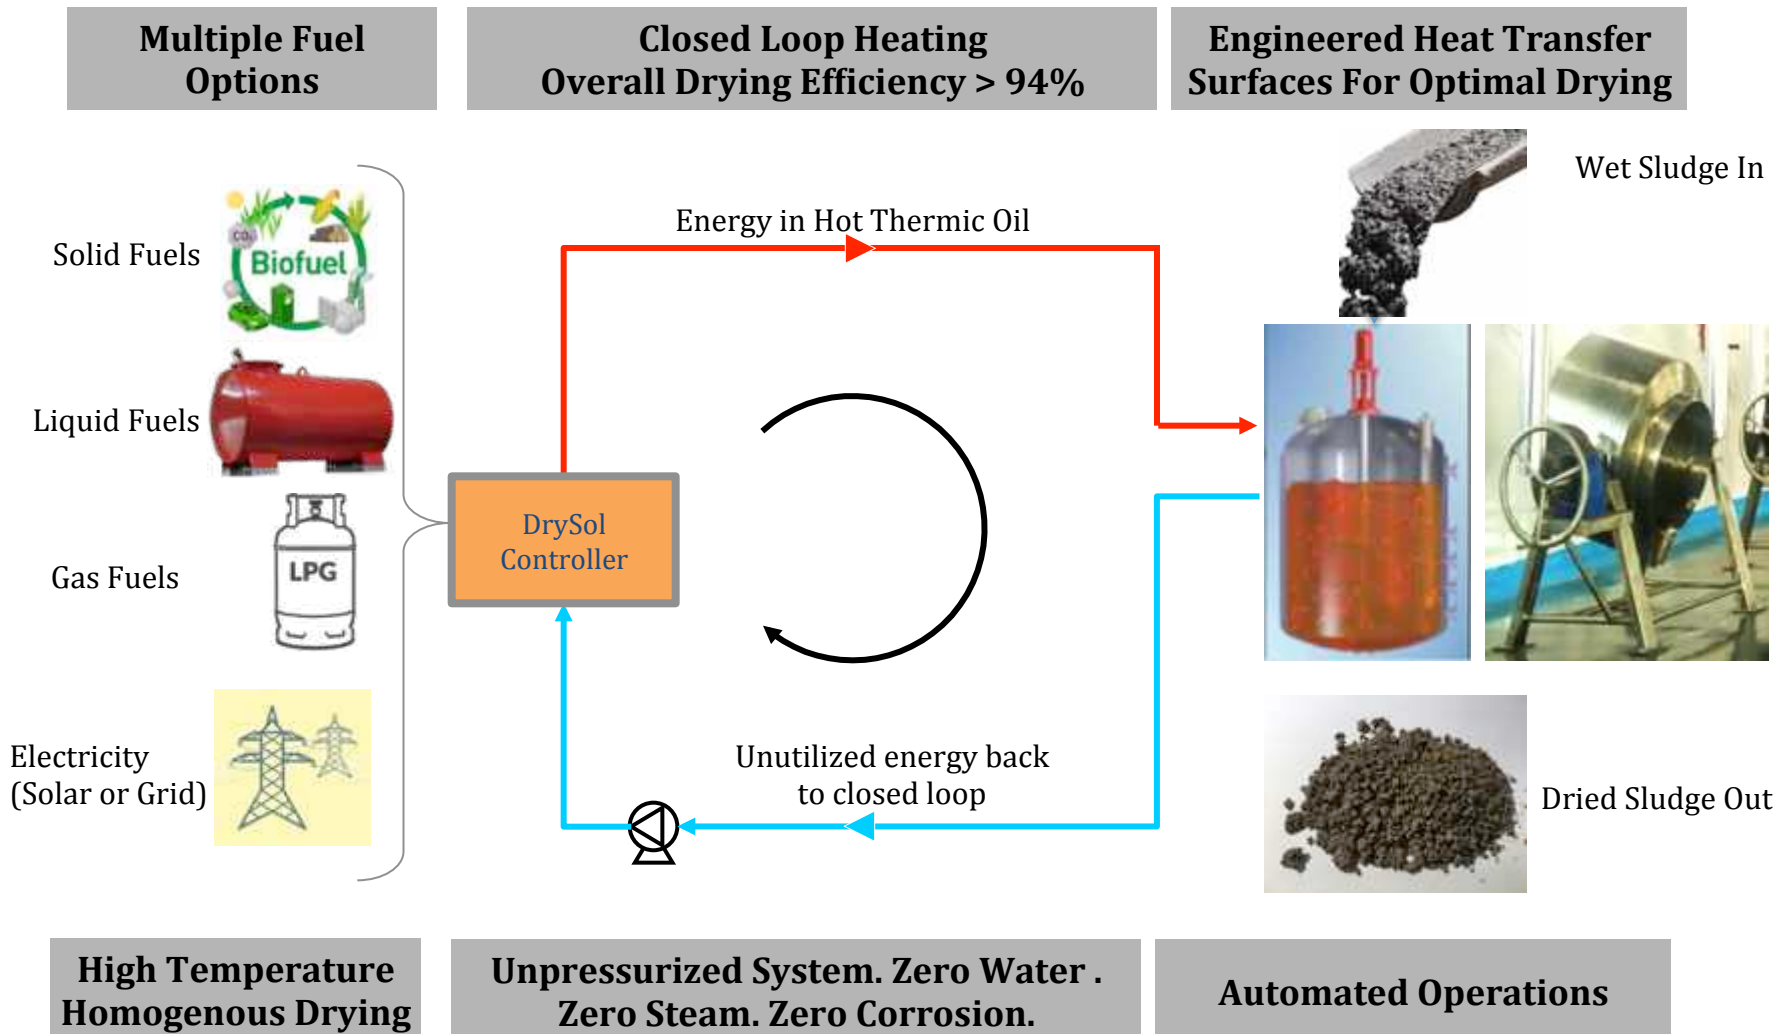 Multiple Fuel
Options
Closed Loop Heating
Overall Drying Efficiency > 94%
Engineered Heat Transfer
Surfaces For Optimal Drying
Wet Sludge In
Energy in Hot Thermic Oil
Solid Fuels
CO₂
Biofuel
Liquid Fuels
DrySol
Controller
Gas Fuels
LPG
Electricity
(Solar or Grid)
Unutilized energy back
to closed loop
Dried Sludge Out
High Temperature
Homogenous Drying
Unpressurized System. Zero Water .
Zero Steam. Zero Corrosion.
Automated Operations